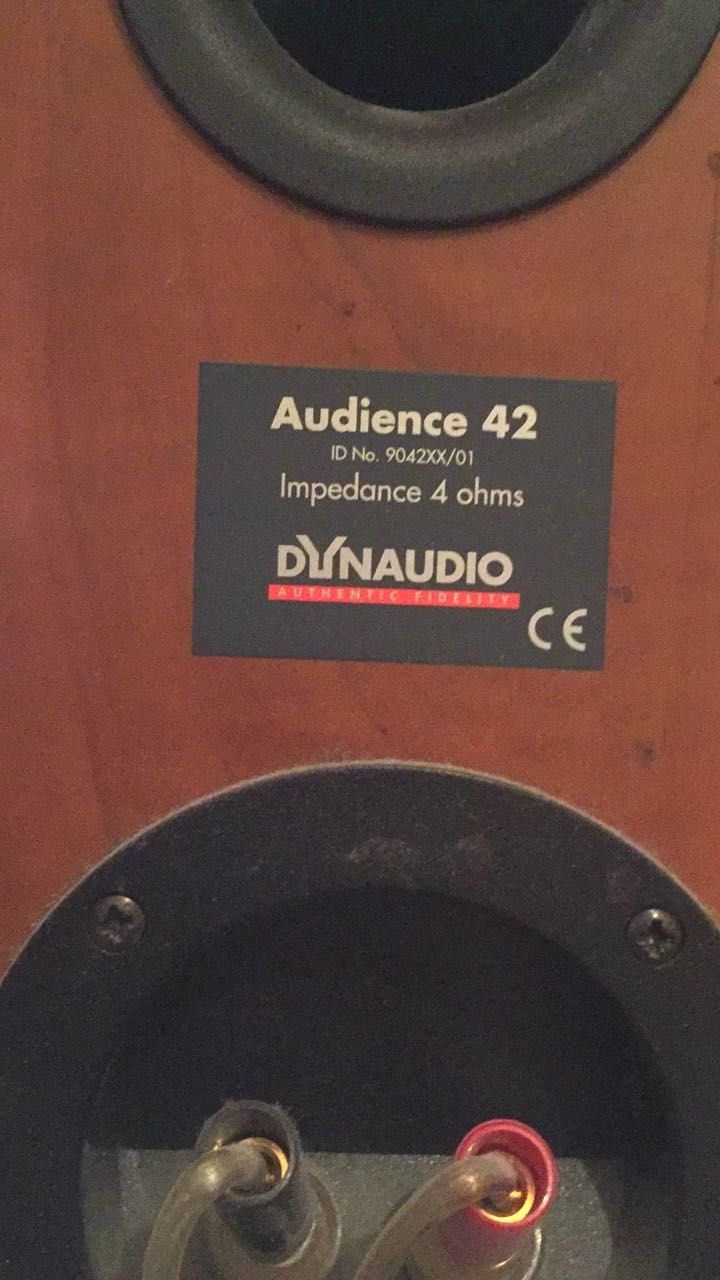 Audience 42
ID No. 9042XX/01
Impedance 4 ohms
DYNAUDIO
AUTHENTIC FIDELITY
CE